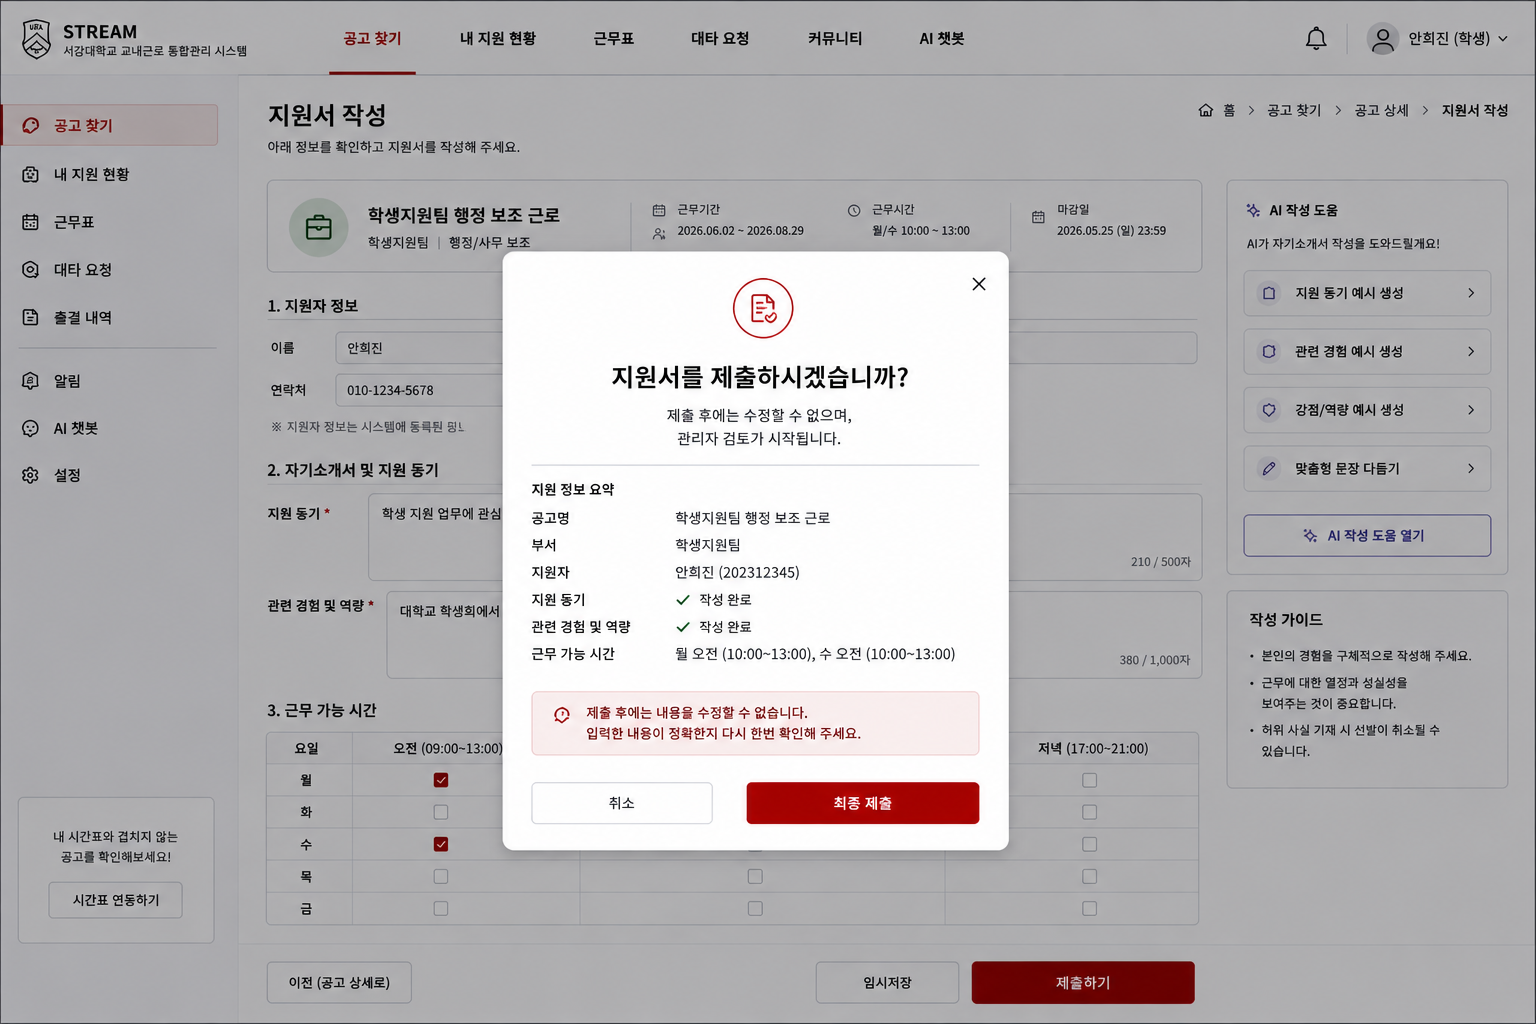 STREAM
서강대학교 교내근로 통합관리 시스템
공고 찾기
내 지원 현황
근무표
대타 요청
커뮤니티
AI 챗봇
안희진 (학생)
공고 찾기
내 지원 현황
근무표
대타 요청
출결 내역
알림
AI 챗봇
설정
내 시간표와 겹치지 않는
공고를 확인해보세요!
시간표 연동하기
지원서 작성
아래 정보를 확인하고 지원서를 작성해 주세요.
홈 > 공고 찾기 > 공고 상세 > 지원서 작성
학생지원팀 행정 보조 근로
학생지원팀 | 행정/사무 보조
근무기간
2026.06.02 ~ 2026.08.29
근무시간
월/수 10:00 ~ 13:00
마감일
2026.05.25 (일) 23:59
1. 지원자 정보
이름
안희진
연락처
010-1234-5678
※ 지원자 정보는 시스템에
2. 자기소개서 및 지원 동기
지원 동기 *
학생 지원 업무에 관심
210 / 500자
관련 경험 및 역량 *
대학교 학생회에서
380 / 1,000자
3. 근무 가능 시간
요일
오전 (09:00~13:00)
저녁 (17:00~21:00)
월
화
수
목
금
이전 (공고 상세로)
임시저장
제출하기
지원서를 제출하시겠습니까?
제출 후에는 수정할 수 없으며,
관리자 검토가 시작됩니다.
지원 정보 요약
공고명 학생지원팀 행정 보조 근로
부서 학생지원팀
지원자 안희진 (202312345)
지원 동기 ✓ 작성 완료
관련 경험 및 역량 ✓ 작성 완료
근무 가능 시간 월 오전 (10:00~13:00), 수 오전 (10:00~13:00)
제출 후에는 내용을 수정할 수 없습니다.
입력한 내용이 정확한지 다시 한번 확인해 주세요.
취소
최종 제출
AI 작성 도움
AI가 자기소개서 작성을 도와드릴게요!
지원 동기 예시 생성
관련 경험 예시 생성
강점/역량 예시 생성
맞춤형 문장 다듬기
AI 작성 도움 열기
작성 가이드
• 본인의 경험을 구체적으로 작성해 주세요.
• 근무에 대한 열정과 성실성을
보여주는 것이 중요합니다.
• 허위 사실 기재 시 선발이 취소될 수
있습니다.